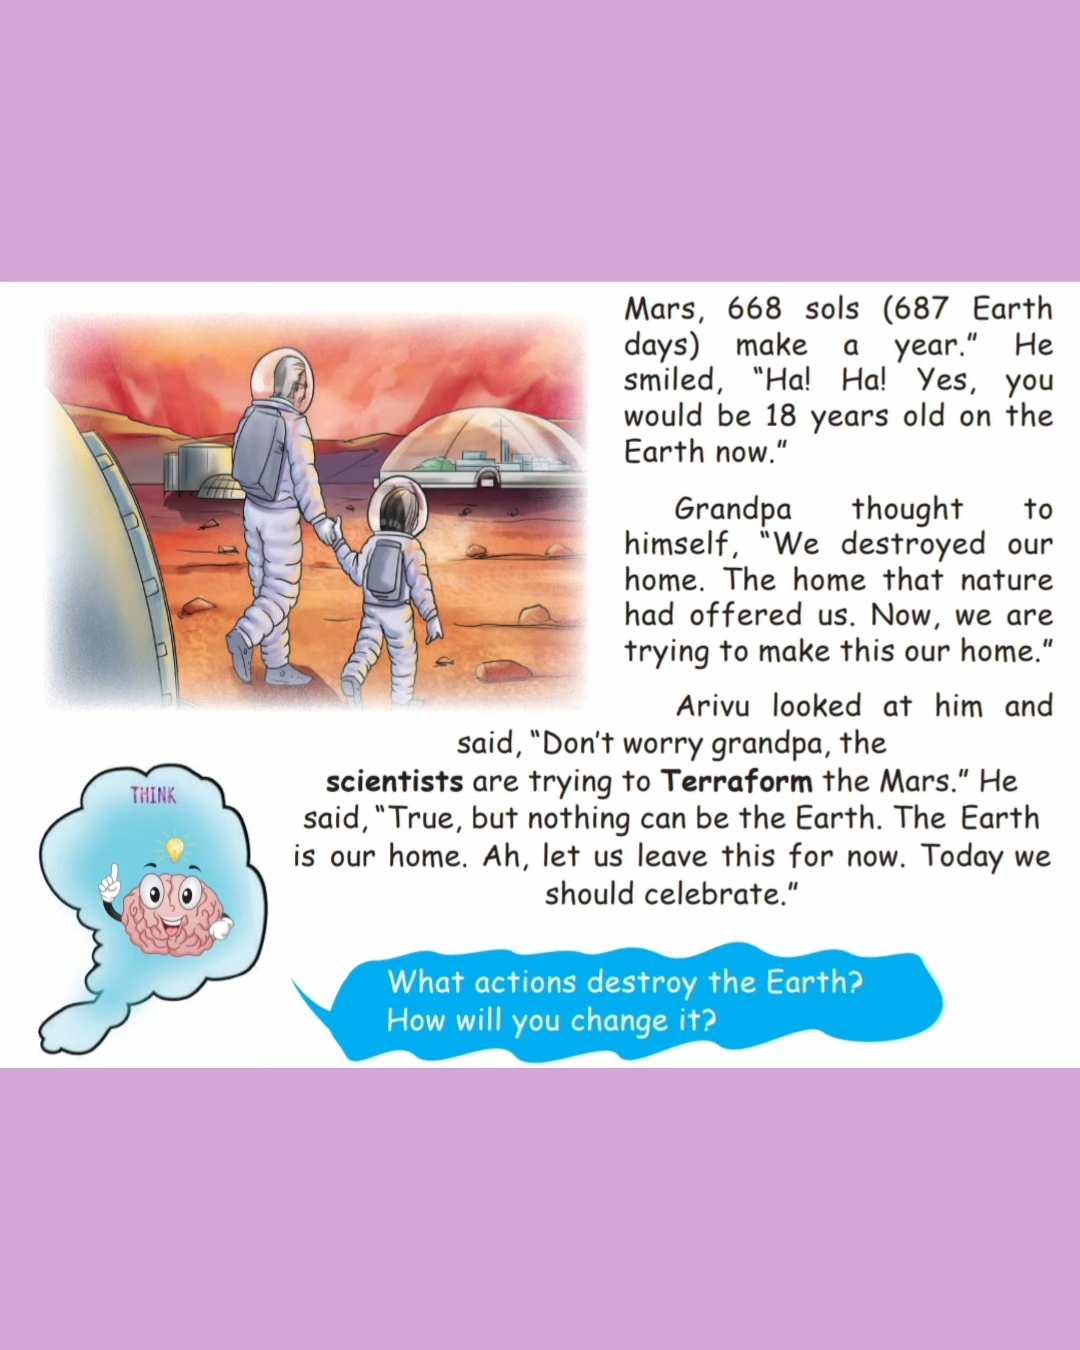 Mars, 668 sols (687 Earth
days) make a year.” He
smiled, “Ha! Ha! Yes, you
would be 18 years old on the
Earth now.”
Grandpa thought to
himself, “We destroyed our
home. The home that nature
had offered us. Now, we are
trying to make this our home.”
Arivu looked at him and
said, “Don't worry grandpa, the
scientists are trying to Terraform the Mars.” He
said, “True, but nothing can be the Earth. The Earth
is our home. Ah, let us leave this for now. Today we
should celebrate.”
THINK
What actions destroy the Earth?
How will you change it?